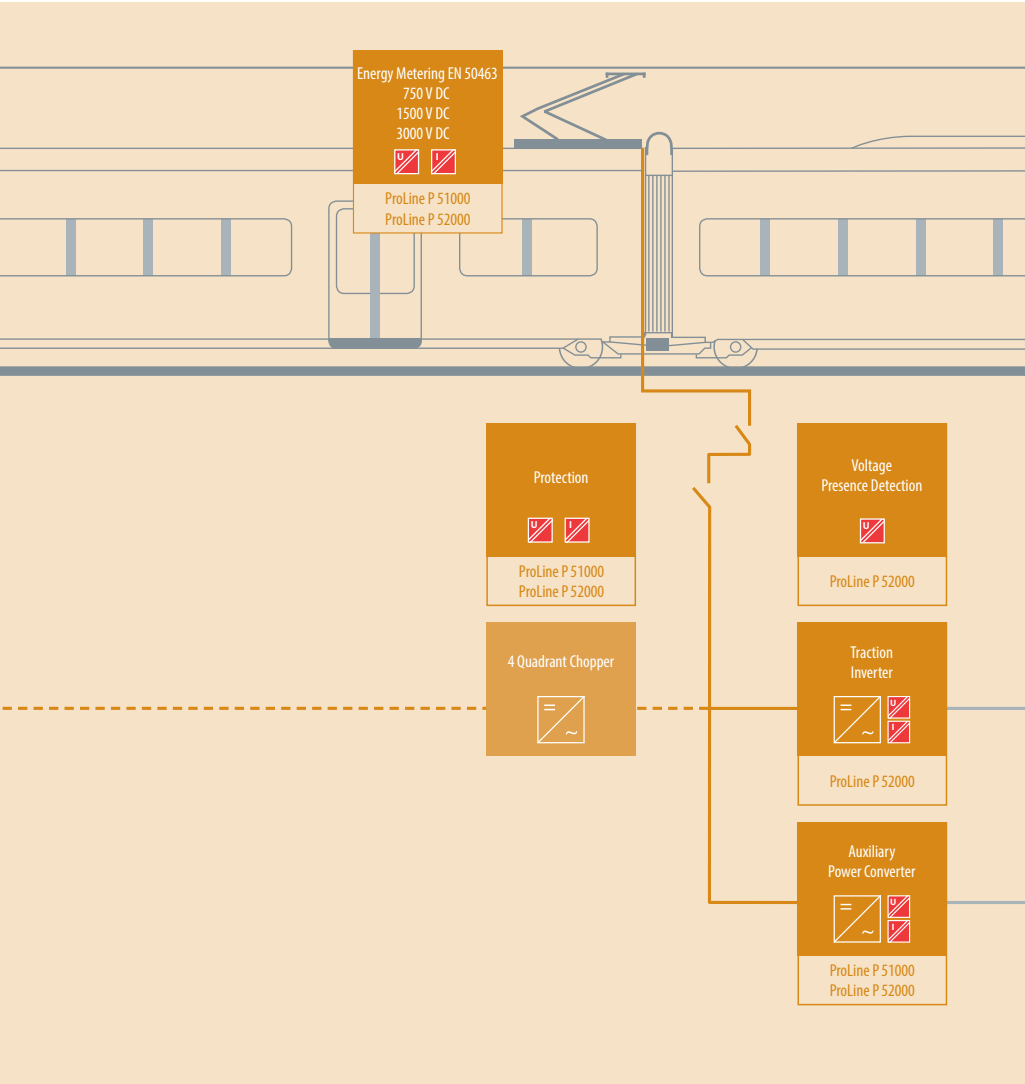 Energy Metering EN 50463
750 V DC
1500 V DC
3000 V DC
U I
ProLine P 51000
ProLine P 52000
Protection
U I
ProLine P 51000
ProLine P 52000
Voltage
Presence Detection
U
ProLine P 52000
4 Quadrant Chopper
= ~
Traction
Inverter
= ~
U
I
ProLine P 52000
Auxiliary
Power Converter
= ~
U
I
ProLine P 51000
ProLine P 52000